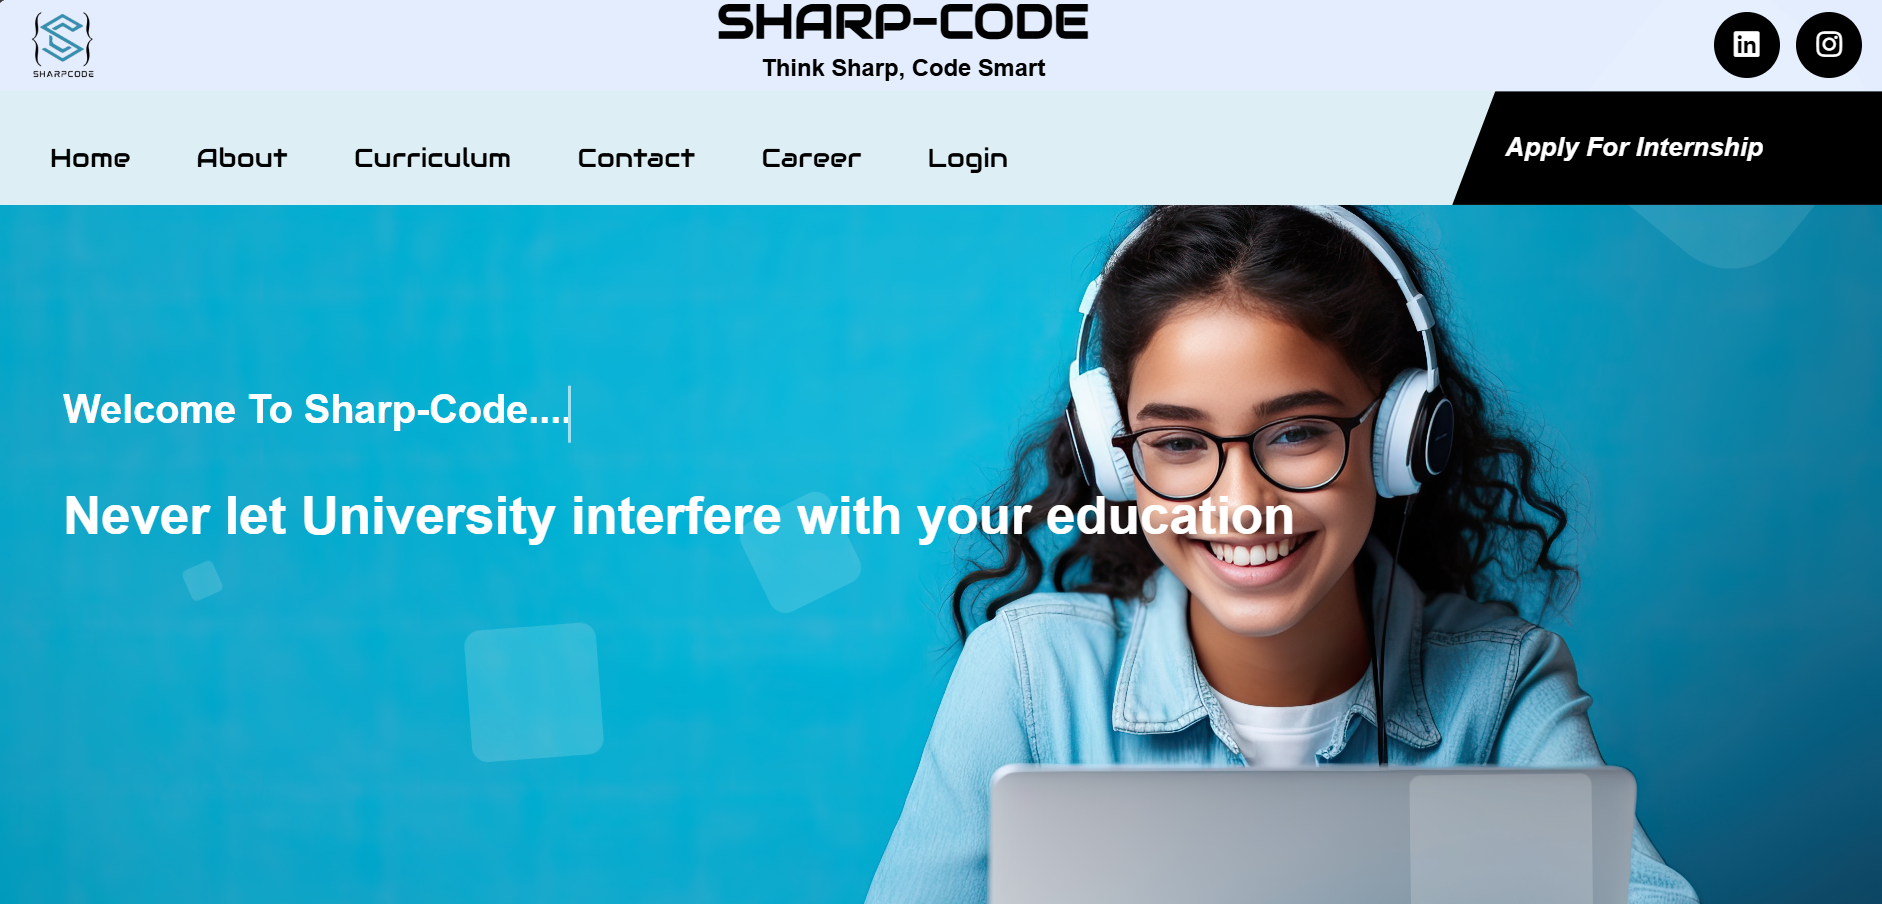 SHARPCODE
SHARP-CODE
Think Sharp, Code Smart
in
Home About Curriculum Contact Career Login
Apply For Internship
Welcome To Sharp-Code....
Never let University interfere with your education